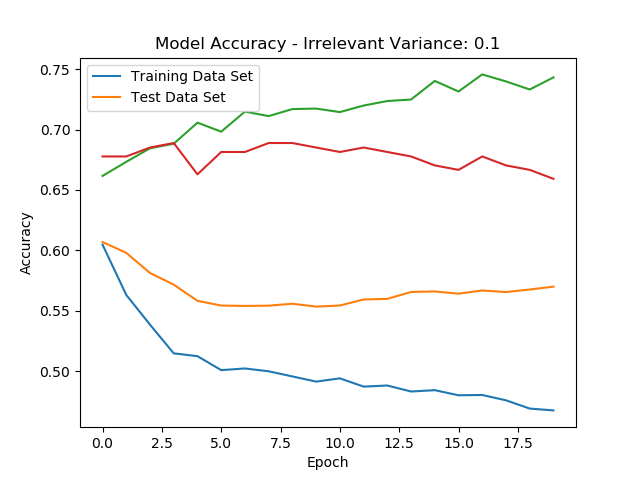 Model Accuracy - Irrelevant Variance: 0.1
Training Data Set
Test Data Set
Accuracy
0.75
0.70
0.65
0.60
0.55
0.50
0.0 2.5 5.0 7.5 10.0 12.5 15.0 17.5
Epoch